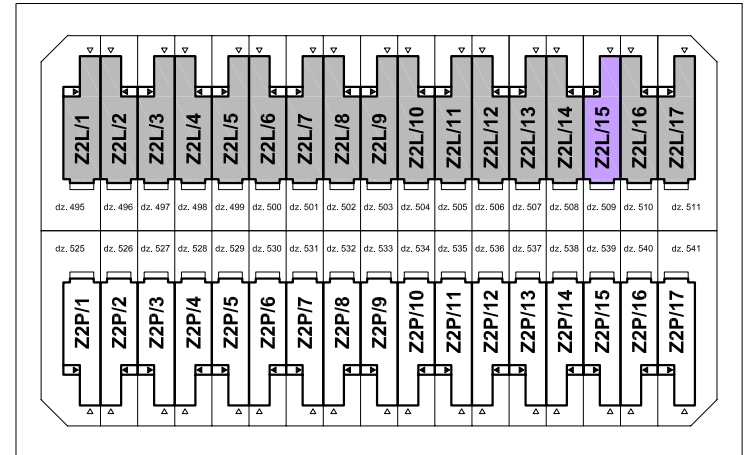 Z2L/1 Z2L/2 Z2L/3 Z2L/4 Z2L/5 Z2L/6 Z2L/7 Z2L/8 Z2L/9 Z2L/10 Z2L/11 Z2L/12 Z2L/13 Z2L/14 Z2L/15 Z2L/16 Z2L/17
dz. 495 dz. 496 dz. 497 dz. 498 dz. 499 dz. 500 dz. 501 dz. 502 dz. 503 dz. 504 dz. 505 dz. 506 dz. 507 dz. 508 dz. 509 dz. 510 dz. 511
dz. 525 dz. 526 dz. 527 dz. 528 dz. 529 dz. 530 dz. 531 dz. 532 dz. 533 dz. 534 dz. 535 dz. 536 dz. 537 dz. 538 dz. 539 dz. 540 dz. 541
Z2P/1 Z2P/2 Z2P/3 Z2P/4 Z2P/5 Z2P/6 Z2P/7 Z2P/8 Z2P/9 Z2P/10 Z2P/11 Z2P/12 Z2P/13 Z2P/14 Z2P/15 Z2P/16 Z2P/17